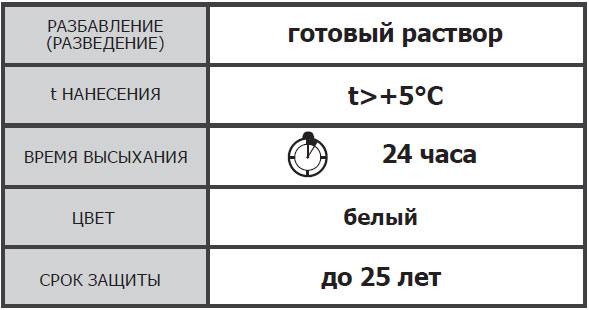 РАЗБАВЛЕНИЕ
(РАЗВЕДЕНИЕ)
готовый раствор
t НАНЕСЕНИЯ
t>+5°C
ВРЕМЯ ВЫСЫХАНИЯ
24 часа
ЦВЕТ
белый
СРОК ЗАЩИТЫ
до 25 лет